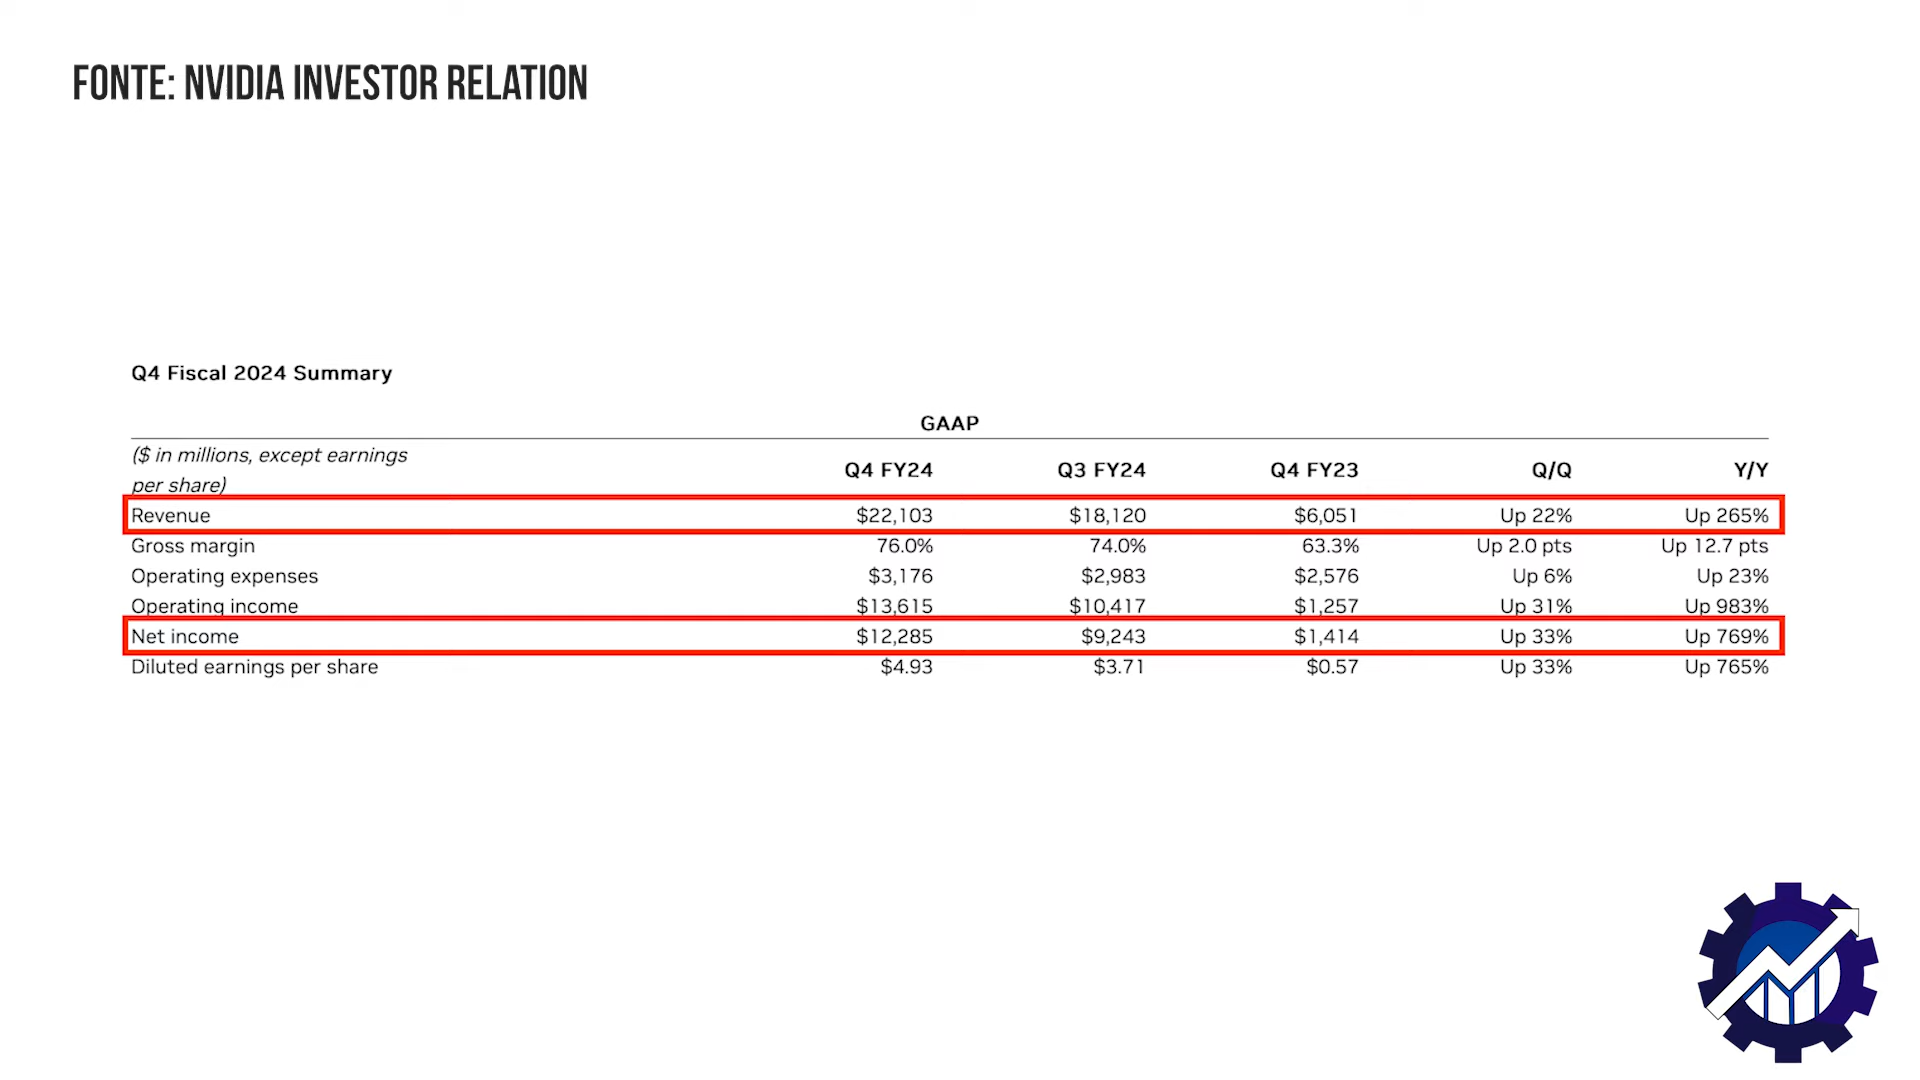 FONTE: NVIDIA INVESTOR RELATION
Q4 Fiscal 2024 Summary
GAAP
($ in millions, except earnings
per share) Q4 FY24 Q3 FY24 Q4 FY23 Q/Q Y/Y
Revenue $22,103 $18,120 $6,051 Up 22% Up 265%
Gross margin 76.0% 74.0% 63.3% Up 2.0 pts Up 12.7 pts
Operating expenses $3,176 $2,983 $2,576 Up 6% Up 23%
Operating income $13,615 $10,417 $1,257 Up 31% Up 983%
Net income $12,285 $9,243 $1,414 Up 33% Up 769%
Diluted earnings per share $4.93 $3.71 $0.57 Up 33% Up 765%